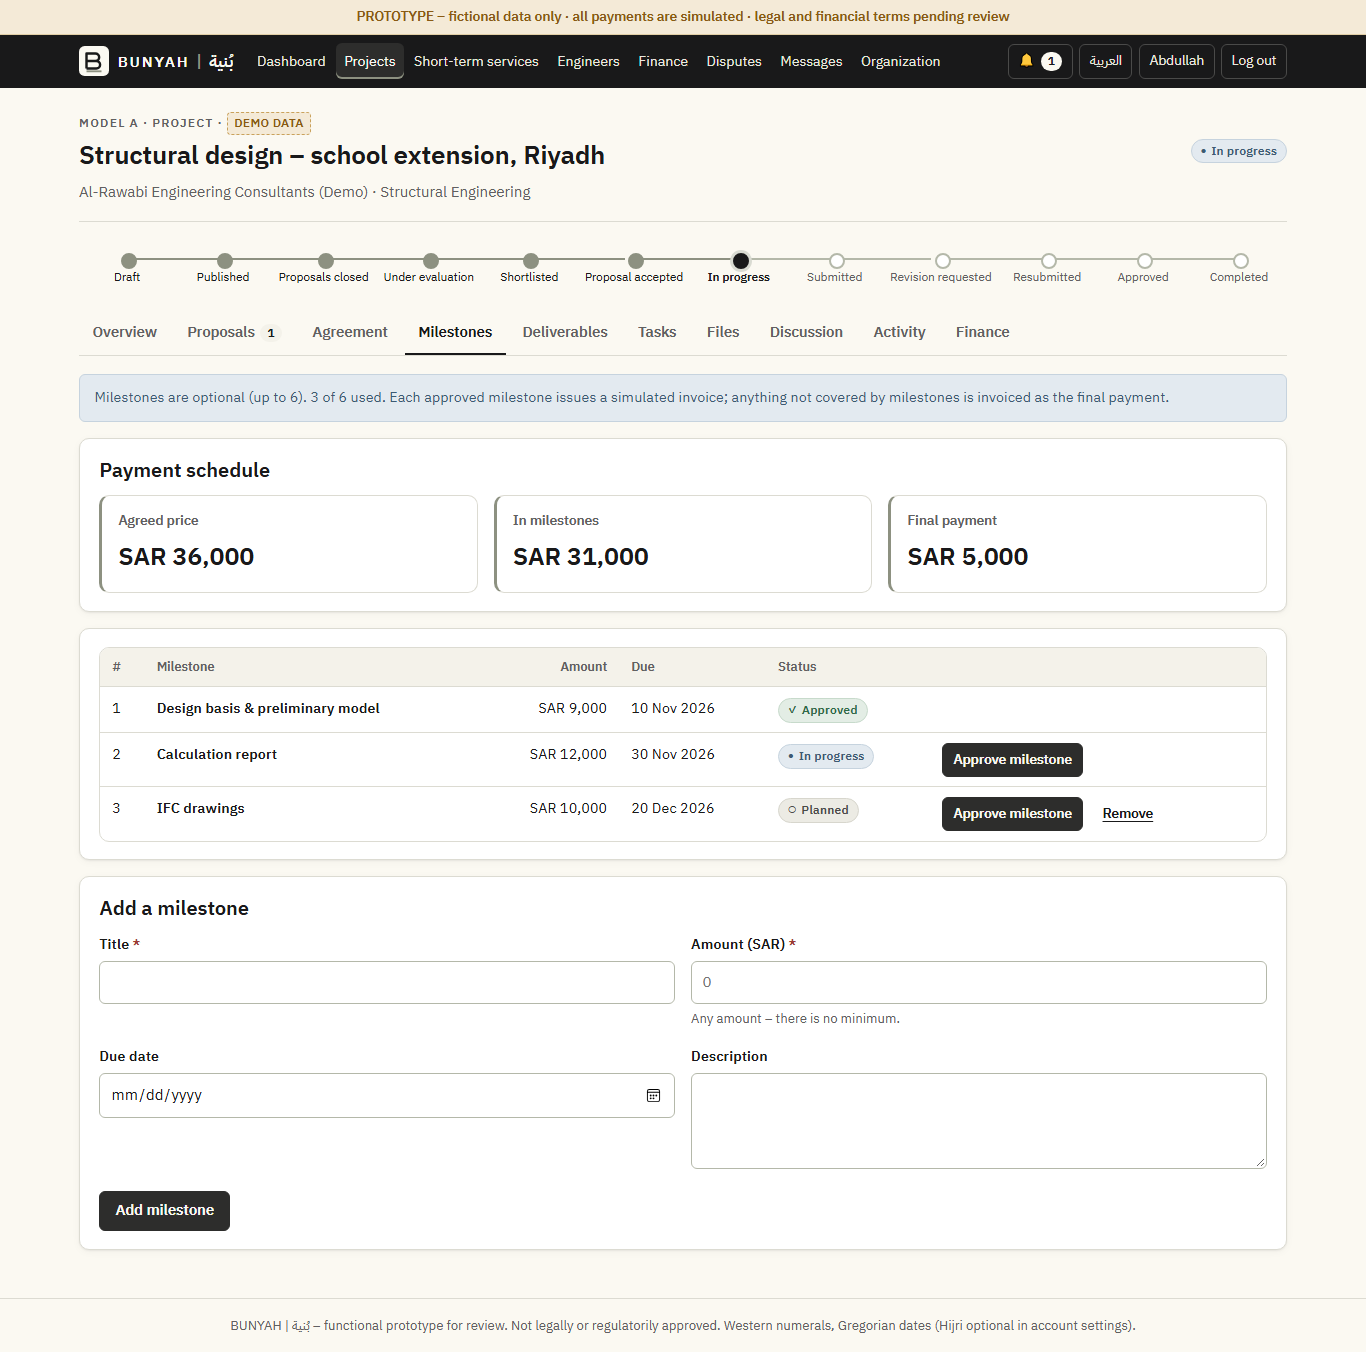 PROTOTYPE – fictional data only · all payments are simulated · legal and financial terms pending review
B BUNYAH | بُنية Dashboard Projects Short-term services Engineers Finance Disputes Messages Organization 1 العربية Abdullah Log out
MODEL A · PROJECT · DEMO DATA
Structural design – school extension, Riyadh
• In progress
Al-Rawabi Engineering Consultants (Demo) · Structural Engineering
Draft Published Proposals closed Under evaluation Shortlisted Proposal accepted In progress Submitted Revision requested Resubmitted Approved Completed
Overview Proposals 1 Agreement Milestones Deliverables Tasks Files Discussion Activity Finance
Milestones are optional (up to 6). 3 of 6 used. Each approved milestone issues a simulated invoice; anything not covered by milestones is invoiced as the final payment.
Payment schedule
Agreed price
SAR 36,000
In milestones
SAR 31,000
Final payment
SAR 5,000
# Milestone Amount Due Status
1 Design basis & preliminary model SAR 9,000 10 Nov 2026 ✓ Approved
2 Calculation report SAR 12,000 30 Nov 2026 • In progress Approve milestone
3 IFC drawings SAR 10,000 20 Dec 2026 ○ Planned Approve milestone Remove
Add a milestone
Title *
Amount (SAR) *
0
Any amount – there is no minimum.
Due date
mm/dd/yyyy
Description
Add milestone
BUNYAH | بُنية – functional prototype for review. Not legally or regulatorily approved. Western numerals, Gregorian dates (Hijri optional in account settings).